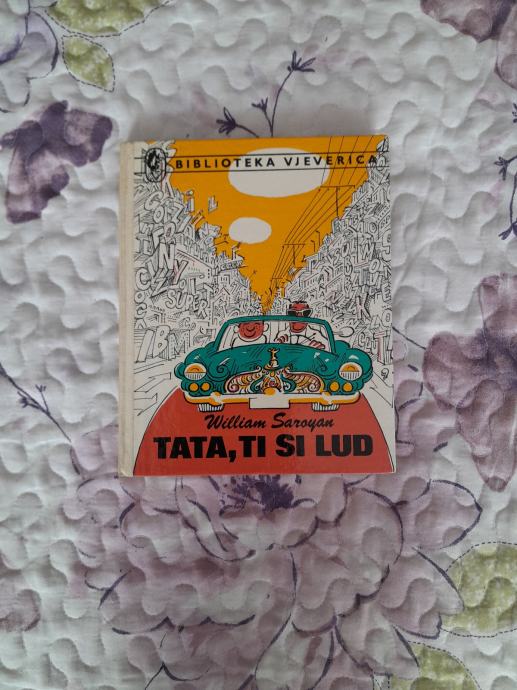 BIBLIOTEKA VJEVERICA
William Saroyan
TATA, TI SI LUD